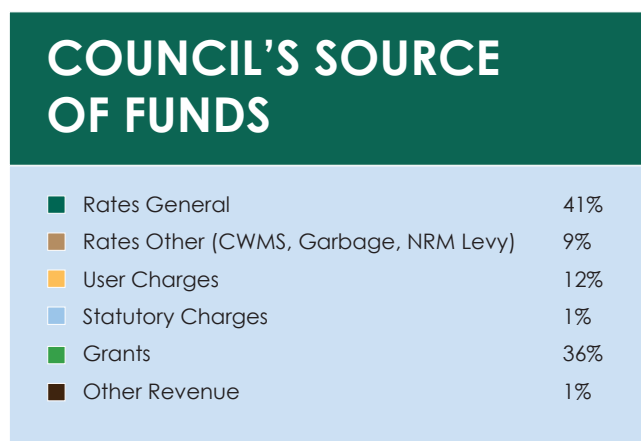 COUNCIL’S SOURCE
OF FUNDS
Rates General 41%
Rates Other (CWMS, Garbage, NRM Levy) 9%
User Charges 12%
Statutory Charges 1%
Grants 36%
Other Revenue 1%